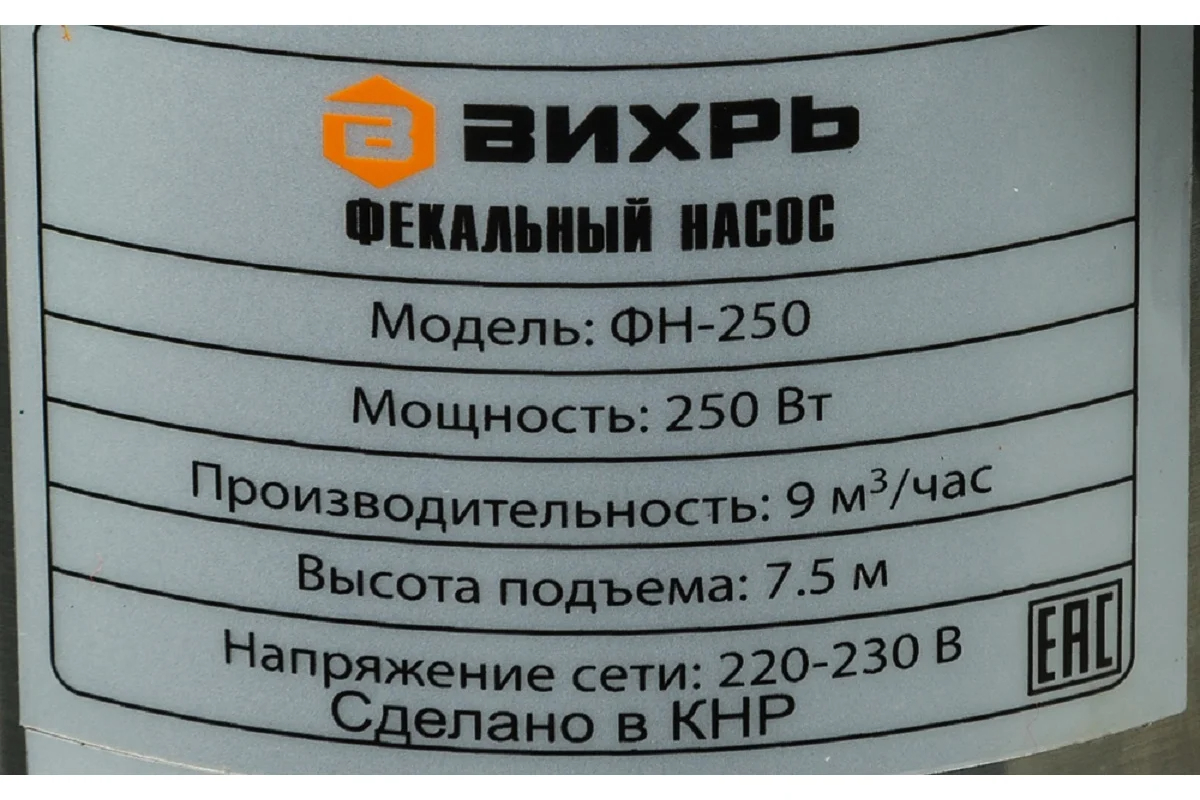 ВИХРЬ
ФЕКАЛЬНЫЙ НАСОС
Модель: ФН-250
Мощность: 250 Вт
Производительность: 9 м³/час
Высота подъема: 7.5 м
Напряжение сети: 220-230 В
EAC
Сделано в КНР